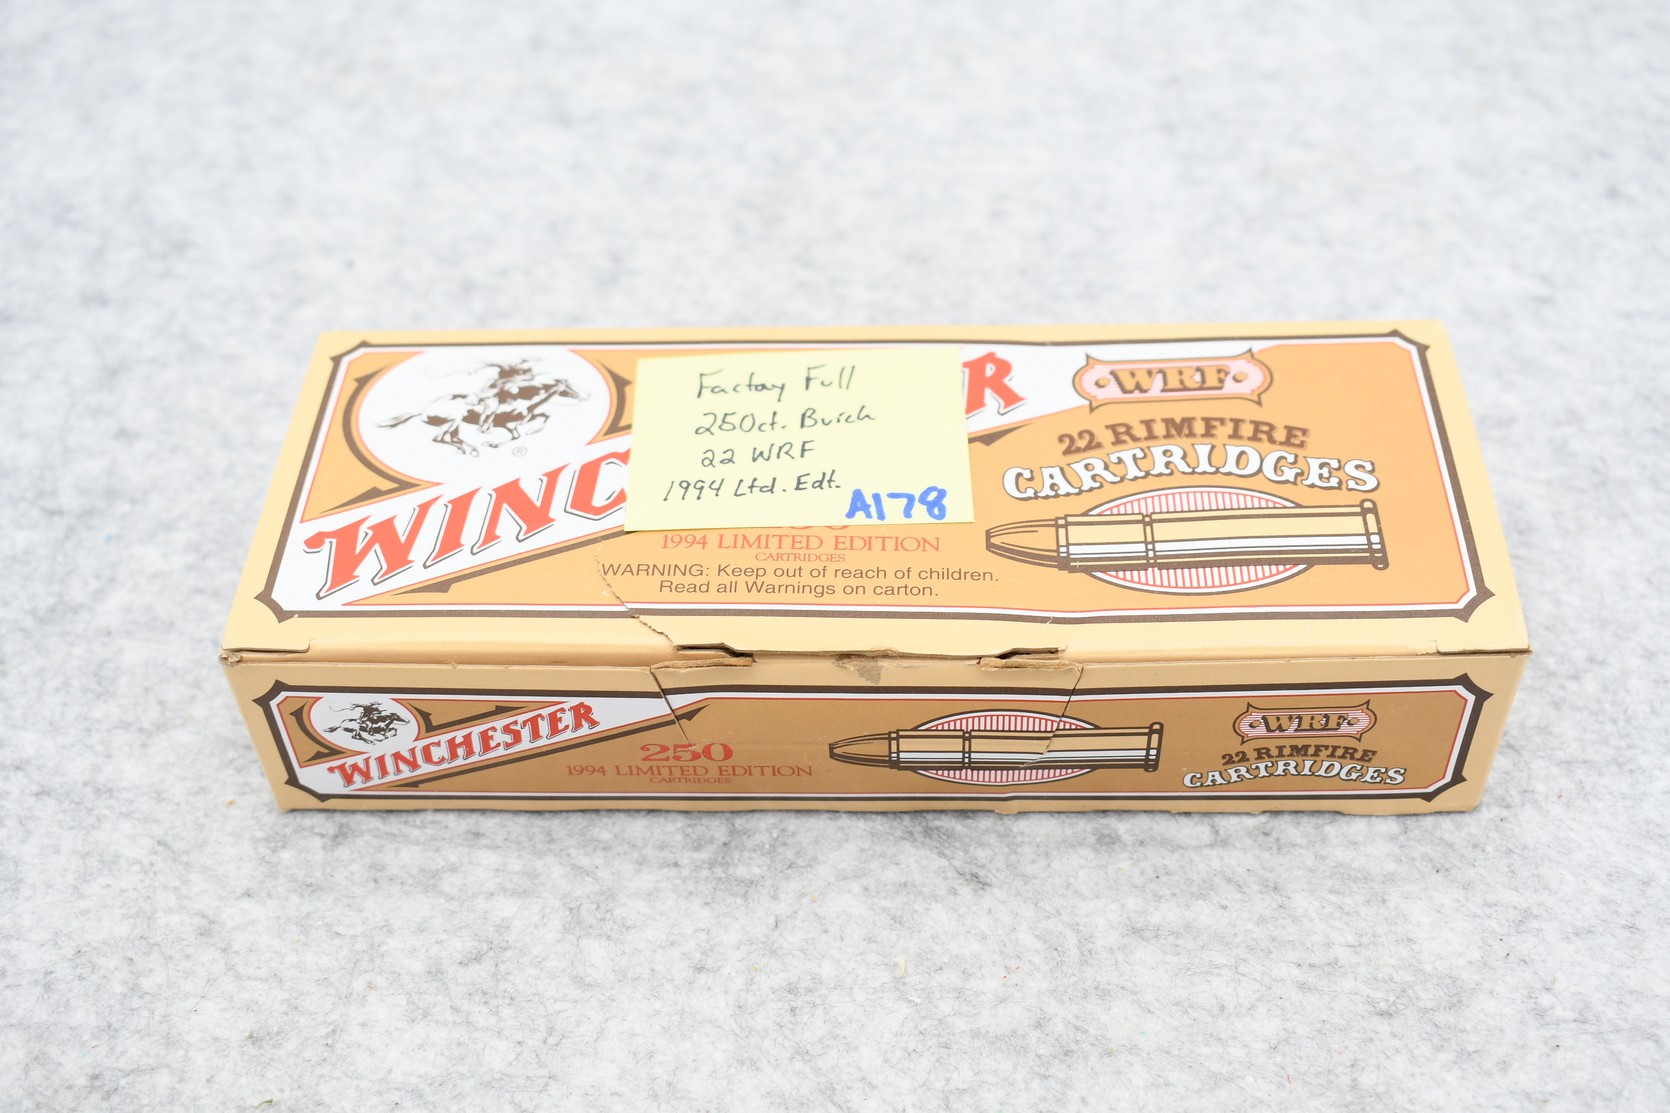 WINC
R
Factory Full
250ct. Brick
22 WRF
1994 Ltd. Edt.
A178
WRF
22 RIMFIRE
CARTRIDGES
1994 LIMITED EDITION
CARTRIDGES
WARNING: Keep out of reach of children.
Read all Warnings on carton.
®
WINCHESTER
250
1994 LIMITED EDITION
CARTRIDGES
WRF
22 RIMFIRE
CARTRIDGES